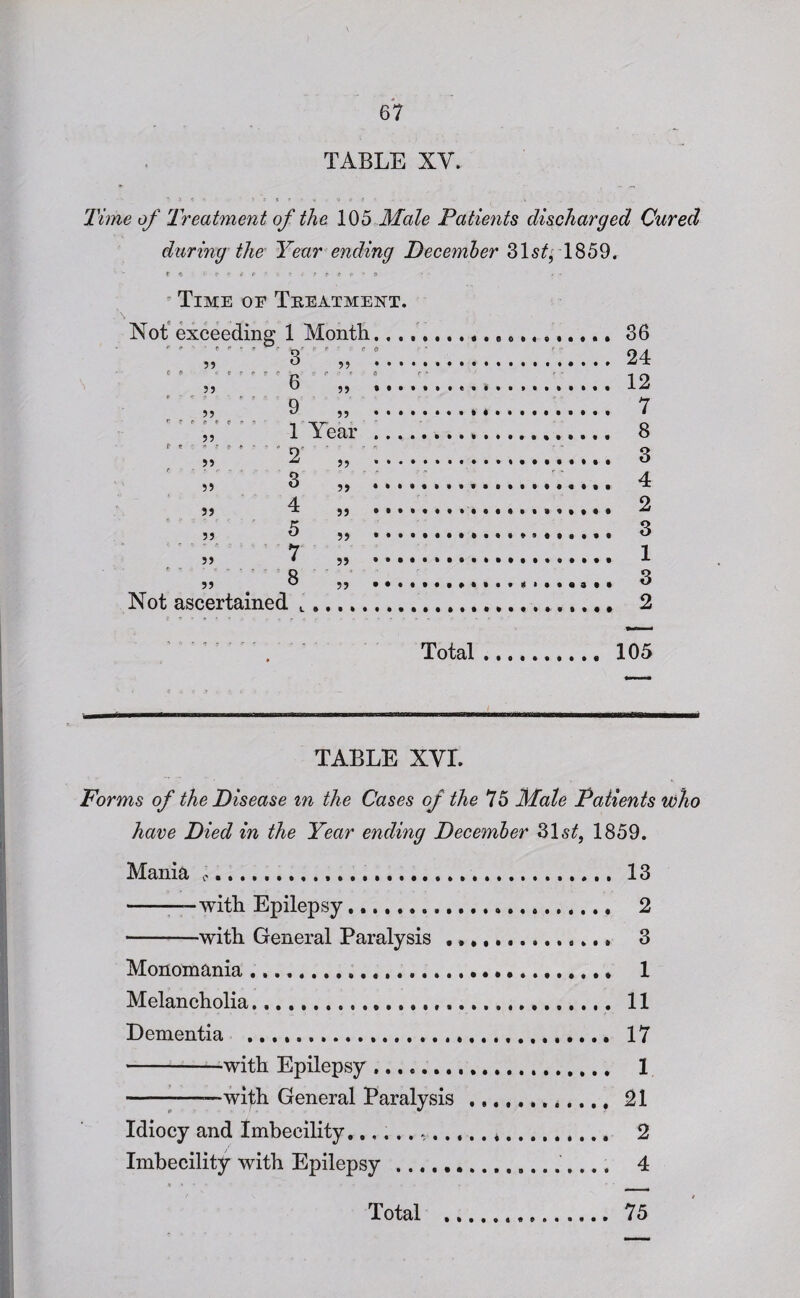 67
TABLE XV.
Time of Treatment of the 105 Male Patients discharged Cured
during the Year ending December 31st, 1859.
TIME OF TREATMENT.
Not exceeding 1 Month........................ 36
„ 3 „ ........................ 24
„ 6 „ ........................ 12
„ 9 „ ........................ 7
„ 1 Year ........................ 8
„ 2 „ ........................ 3
„ 3 „ ........................ 4
„ 4 „ ........................ 2
„ 5 „ ........................ 3
„ 7 „ ........................ 1
„ 8 „ ........................ 3
Not ascertained ........................ 2
Total .......... 105
TABLE XVI.
Forms of the Disease in the Cases of the 75 Male Patients who
have Died in the Year ending December 31st, 1859.
Mania ........................ 13
——with Epilepsy........................ 2
——with General Paralysis ............... 3
Monomania ........................ 1
Melancholia........................ 11
Dementia ........................ 17
——with Epilepsy ........................ 1
——with General Paralysis ............ 21
Idiocy and Imbecility........................ 2
Imbecility with Epilepsy .................. 4
Total .............. 75